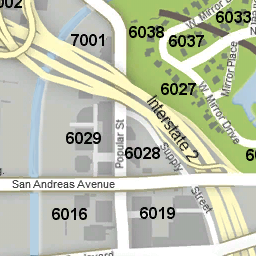 002
6033
W. Mirror
6038
7001
6037
Mirror Place
6027
W. Mirror Drive
Interstate 2
6029
Popular St
6028
Supply Street
San Andreas Avenue
6016
6019